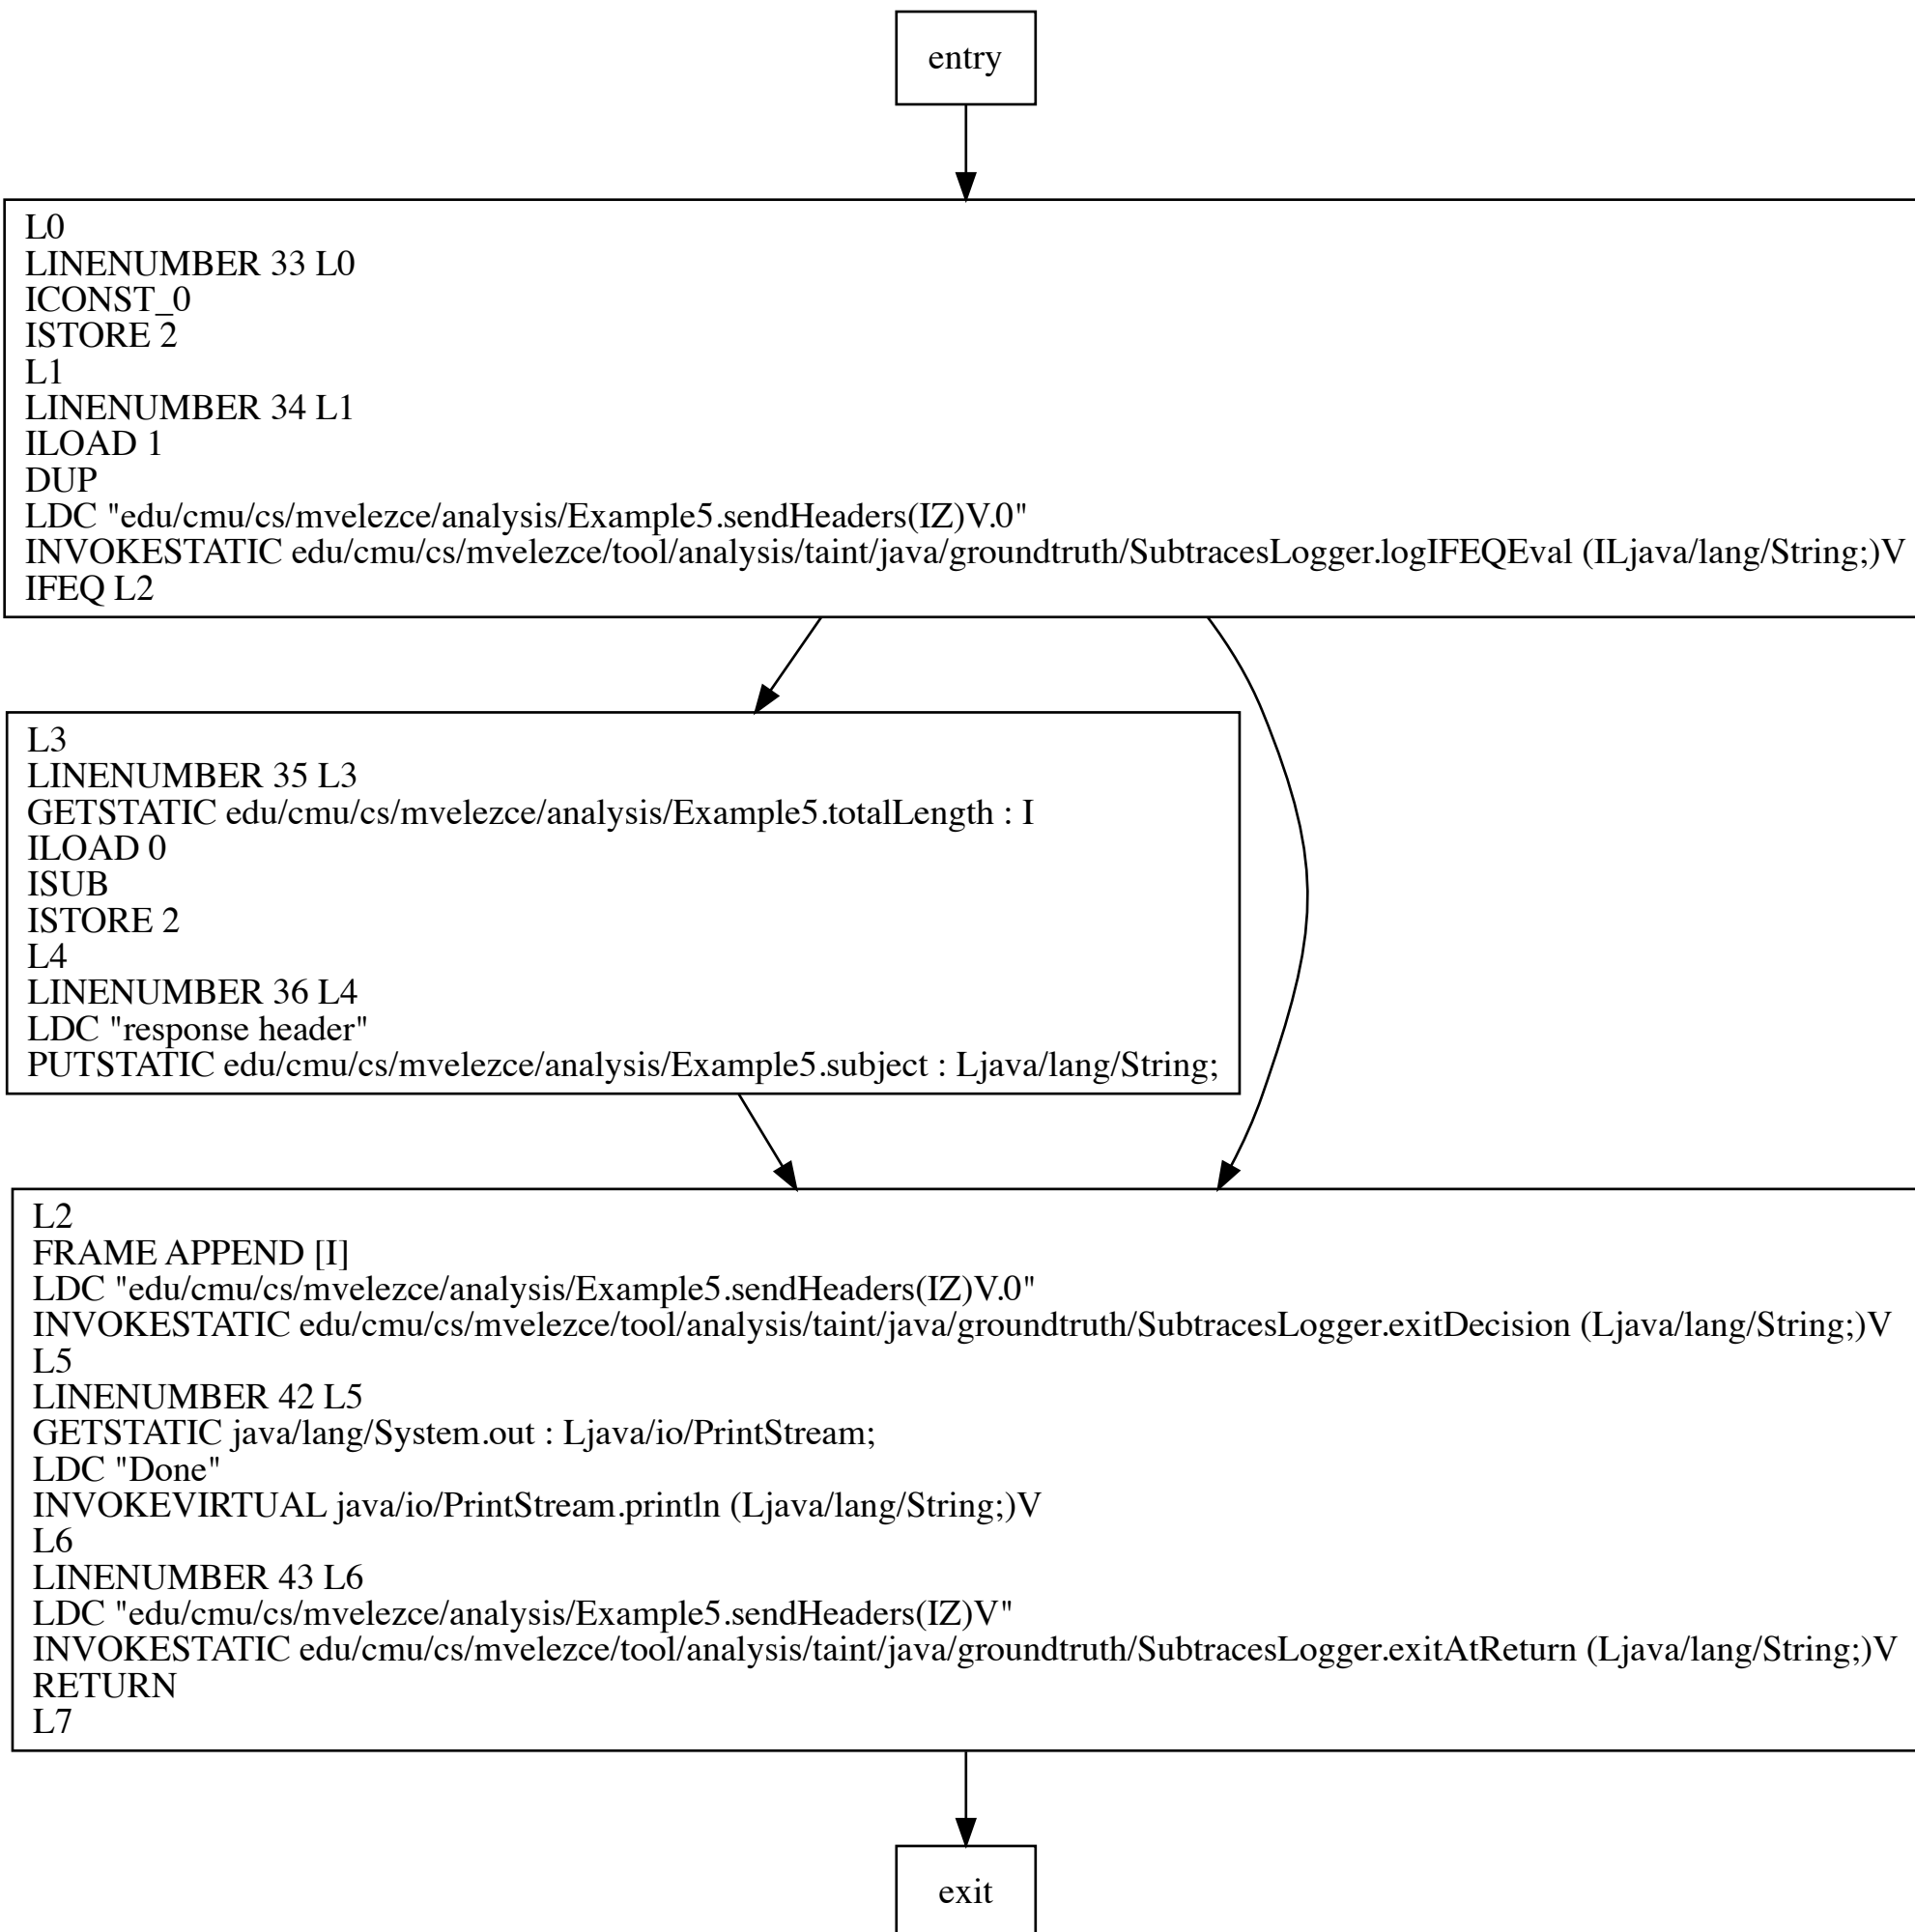 entry
L0
LINENUMBER 33 L0
ICONST_0
ISTORE 2
L1
LINENUMBER 34 L1
ILOAD 1
DUP
LDC "edu/cmu/cs/mvelezce/analysis/Example5.sendHeaders(IZ)V.0"
INVOKESTATIC edu/cmu/cs/mvelezce/tool/analysis/taint/java/groundtruth/SubtracesLogger.logIFEQEval (ILjava/lang/String;)V
IFEQ L2
L3
LINENUMBER 35 L3
GETSTATIC edu/cmu/cs/mvelezce/analysis/Example5.totalLength : I
ILOAD 0
ISUB
ISTORE 2
L4
LINENUMBER 36 L4
LDC "response header"
PUTSTATIC edu/cmu/cs/mvelezce/analysis/Example5.subject : Ljava/lang/String;
L2
FRAME APPEND [I]
LDC "edu/cmu/cs/mvelezce/analysis/Example5.sendHeaders(IZ)V.0"
INVOKESTATIC edu/cmu/cs/mvelezce/tool/analysis/taint/java/groundtruth/SubtracesLogger.exitDecision (Ljava/lang/String;)V
L5
LINENUMBER 42 L5
GETSTATIC java/lang/System.out : Ljava/io/PrintStream;
LDC "Done"
INVOKEVIRTUAL java/io/PrintStream.println (Ljava/lang/String;)V
L6
LINENUMBER 43 L6
LDC "edu/cmu/cs/mvelezce/analysis/Example5.sendHeaders(IZ)V"
INVOKESTATIC edu/cmu/cs/mvelezce/tool/analysis/taint/java/groundtruth/SubtracesLogger.exitAtReturn (Ljava/lang/String;)V
RETURN
L7
exit